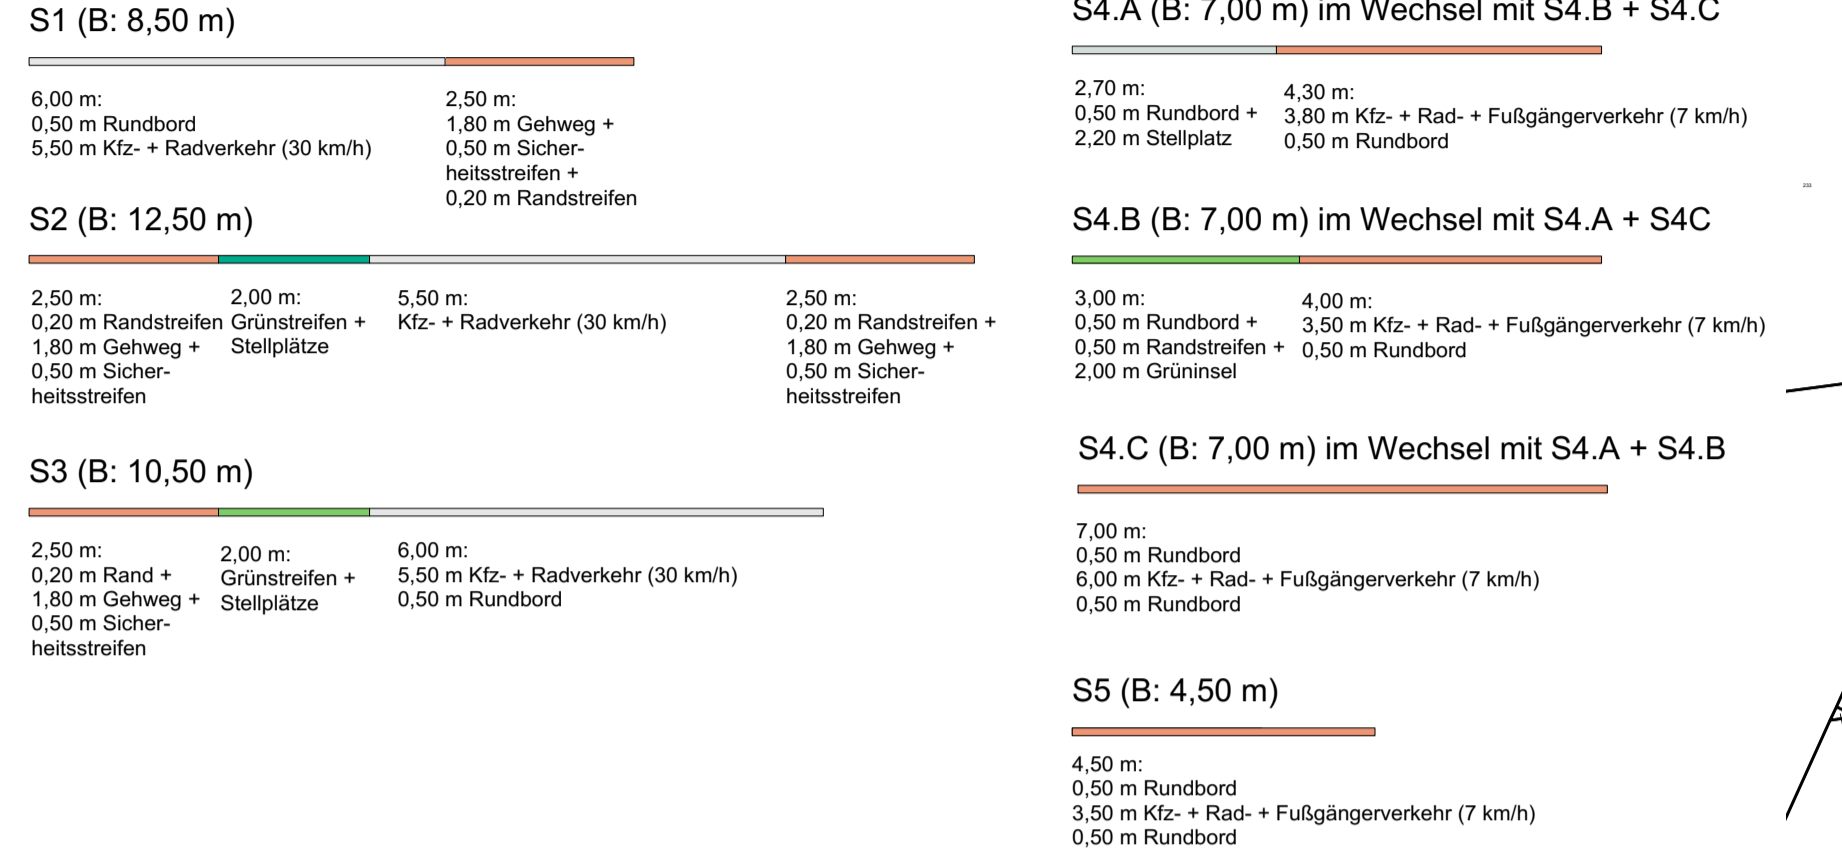 S1 (B: 8,50 m)
6,00 m:
0,50 m Rundbord
5,50 m Kfz- + Radverkehr (30 km/h)
2,50 m:
1,80 m Gehweg +
0,50 m Sicher-
heitsstreifen +
0,20 m Randstreifen
S2 (B: 12,50 m)
2,50 m:
0,20 m Randstreifen
1,80 m Gehweg +
0,50 m Sicher-
heitsstreifen
2,00 m:
Grünstreifen +
Stellplätze
5,50 m:
Kfz- + Radverkehr (30 km/h)
2,50 m:
0,20 m Randstreifen +
1,80 m Gehweg +
0,50 m Sicher-
heitsstreifen
S3 (B: 10,50 m)
2,50 m:
0,20 m Rand +
1,80 m Gehweg +
0,50 m Sicher-
heitsstreifen
2,00 m:
Grünstreifen +
Stellplätze
6,00 m:
5,50 m Kfz- + Radverkehr (30 km/h)
0,50 m Rundbord
S4.A (B: 7,00 m) im Wechsel mit S4.B + S4.C
2,70 m:
0,50 m Rundbord +
2,20 m Stellplatz
4,30 m:
3,80 m Kfz- + Rad- + Fußgängerverkehr (7 km/h)
0,50 m Rundbord
233
S4.B (B: 7,00 m) im Wechsel mit S4.A + S4C
3,00 m:
0,50 m Rundbord +
0,50 m Randstreifen +
2,00 m Grüninsel
4,00 m:
3,50 m Kfz- + Rad- + Fußgängerverkehr (7 km/h)
0,50 m Rundbord
S4.C (B: 7,00 m) im Wechsel mit S4.A + S4.B
7,00 m:
0,50 m Rundbord
6,00 m Kfz- + Rad- + Fußgängerverkehr (7 km/h)
0,50 m Rundbord
S5 (B: 4,50 m)
4,50 m:
0,50 m Rundbord
3,50 m Kfz- + Rad- + Fußgängerverkehr (7 km/h)
0,50 m Rundbord